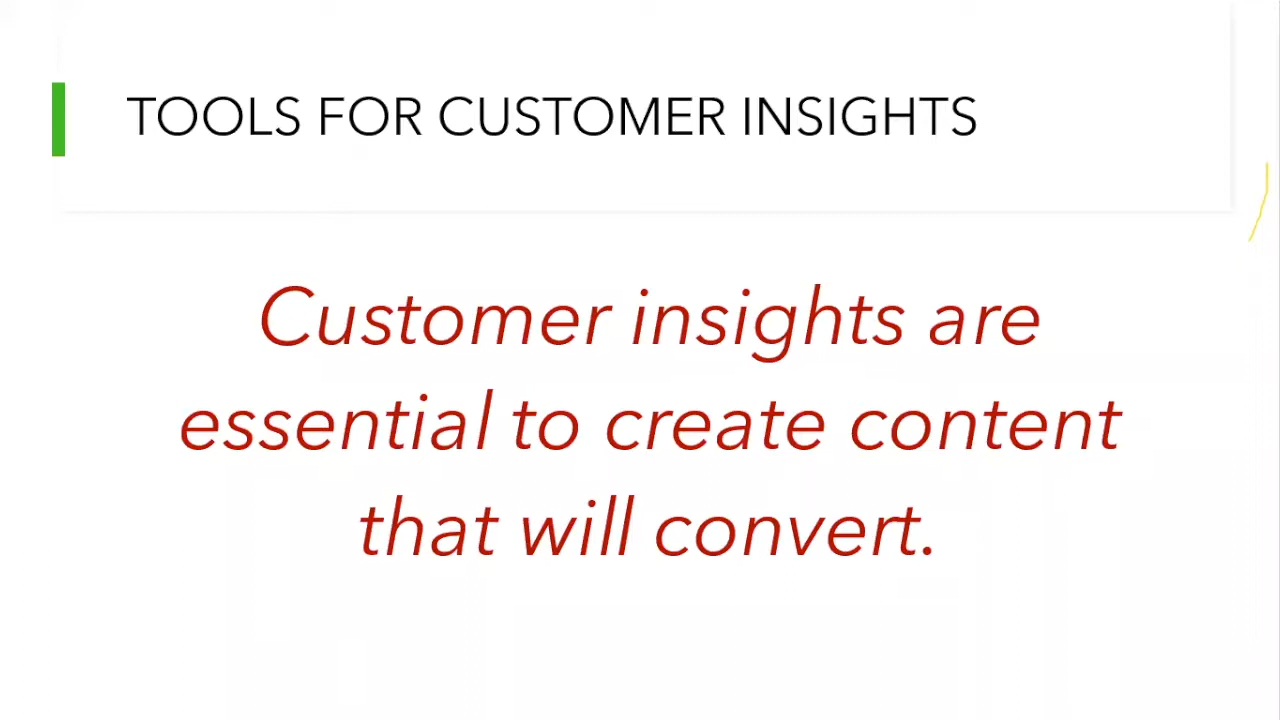 TOOLS FOR CUSTOMER INSIGHTS
Customer insights are
essential to create content
that will convert.